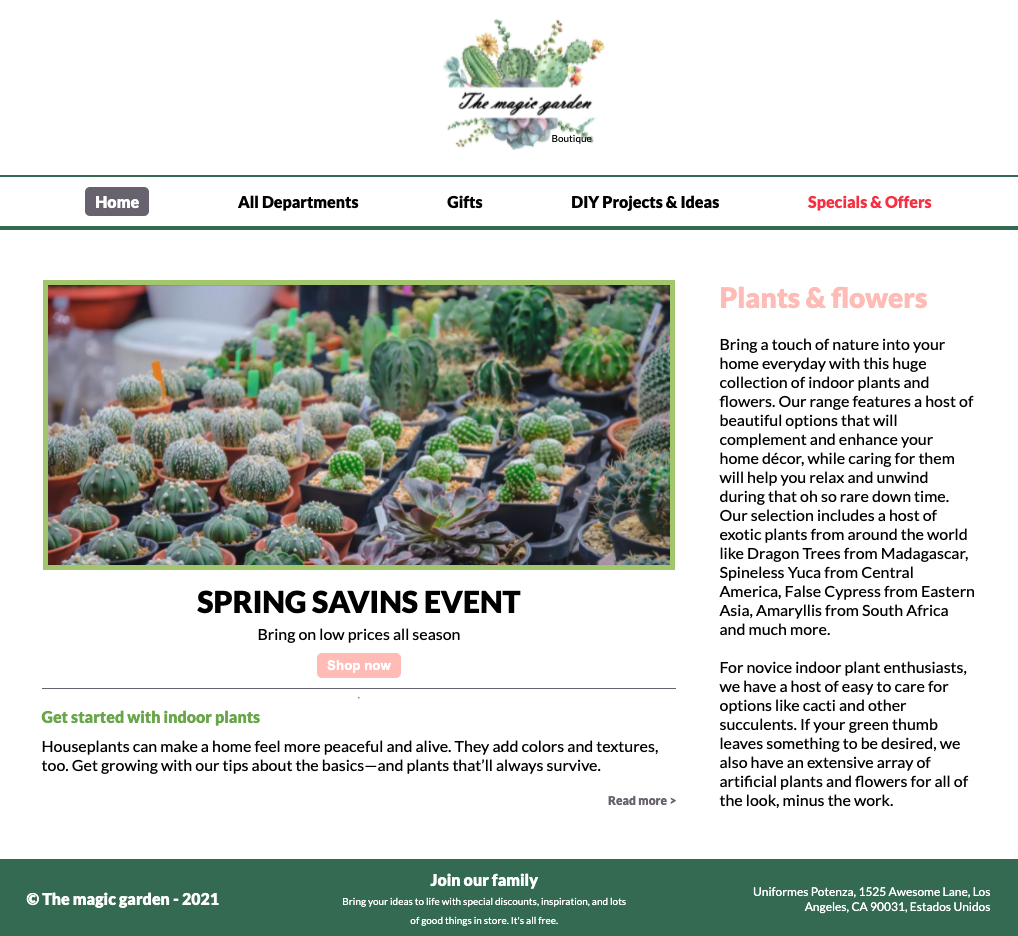 The magic garden
Boutique
Home
All Departments
Gifts
DIY Projects & Ideas
Specials & Offers
SPRING SAVINS EVENT
Bring on low prices all season
Shop now
Get started with indoor plants
Houseplants can make a home feel more peaceful and alive. They add colors and textures,
too. Get growing with our tips about the basics—and plants that’ll always survive.
Read more >
Plants & flowers
Bring a touch of nature into your
home everyday with this huge
collection of indoor plants and
flowers. Our range features a host of
beautiful options that will
complement and enhance your
home décor, while caring for them
will help you relax and unwind
during that oh so rare down time.
Our selection includes a host of
exotic plants from around the world
like Dragon Trees from Madagascar,
Spineless Yuca from Central
America, False Cypress from Eastern
Asia, Amaryllis from South Africa
and much more.
For novice indoor plant enthusiasts,
we have a host of easy to care for
options like cacti and other
succulents. If your green thumb
leaves something to be desired, we
also have an extensive array of
artificial plants and flowers for all of
the look, minus the work.
© The magic garden - 2021
Join our family
Bring your ideas to life with special discounts, inspiration, and lots
of good things in store. It's all free.
Uniformes Potenza, 1525 Awesome Lane, Los
Angeles, CA 90031, Estados Unidos